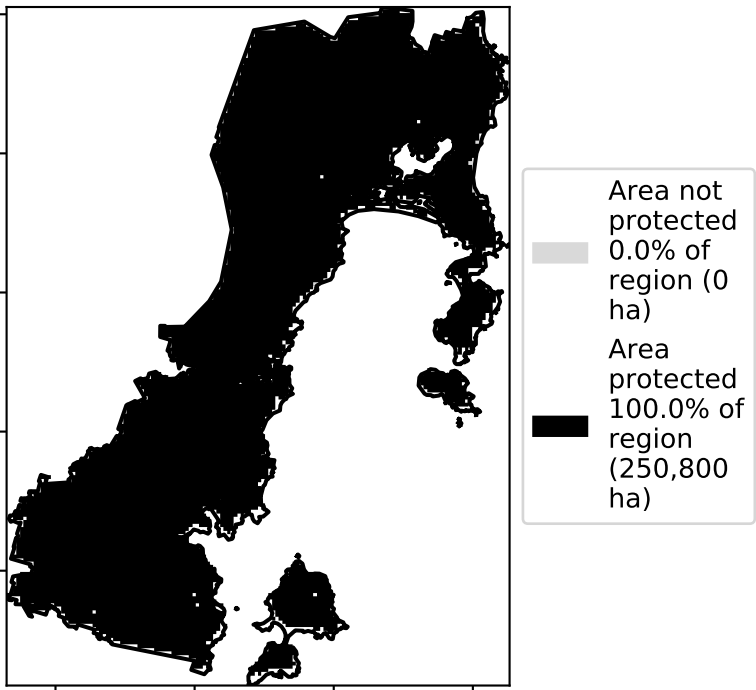 Area not
protected
0.0% of
region (0
ha)
Area
protected
100.0% of
region
(250,800
ha)